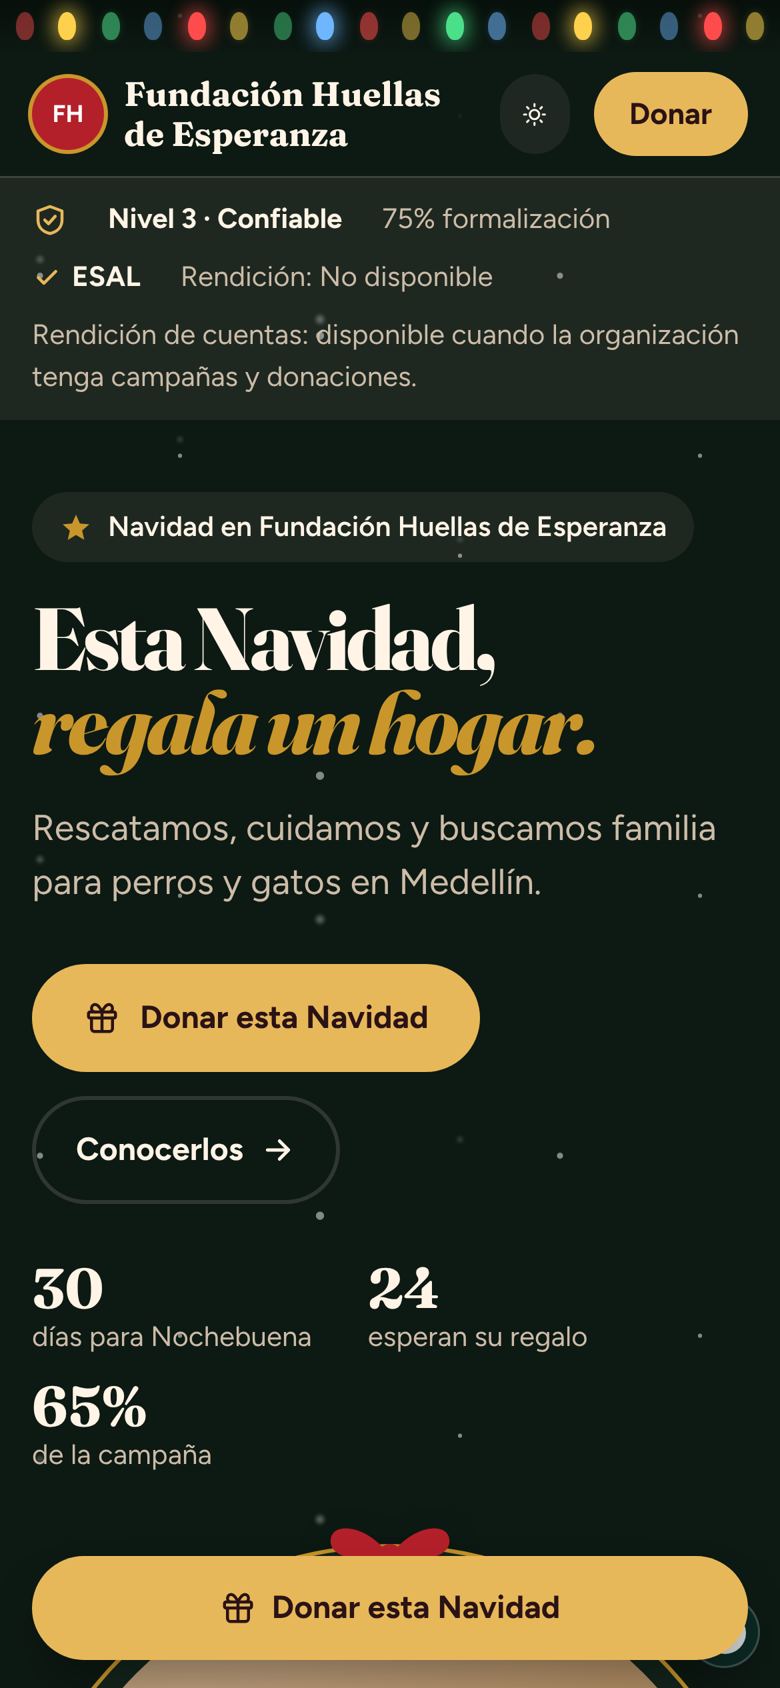 FH
Fundación Huellas
de Esperanza
Donar
Nivel 3 · Confiable 75% formalización
ESAL Rendición: No disponible
Rendición de cuentas: disponible cuando la organización
tenga campañas y donaciones.
Navidad en Fundación Huellas de Esperanza
Esta Navidad,
regala un hogar.
Rescatamos, cuidamos y buscamos familia
para perros y gatos en Medellín.
Donar esta Navidad
Conocerlos
30
días para Nochebuena
24
esperan su regalo
65%
de la campaña
Donar esta Navidad